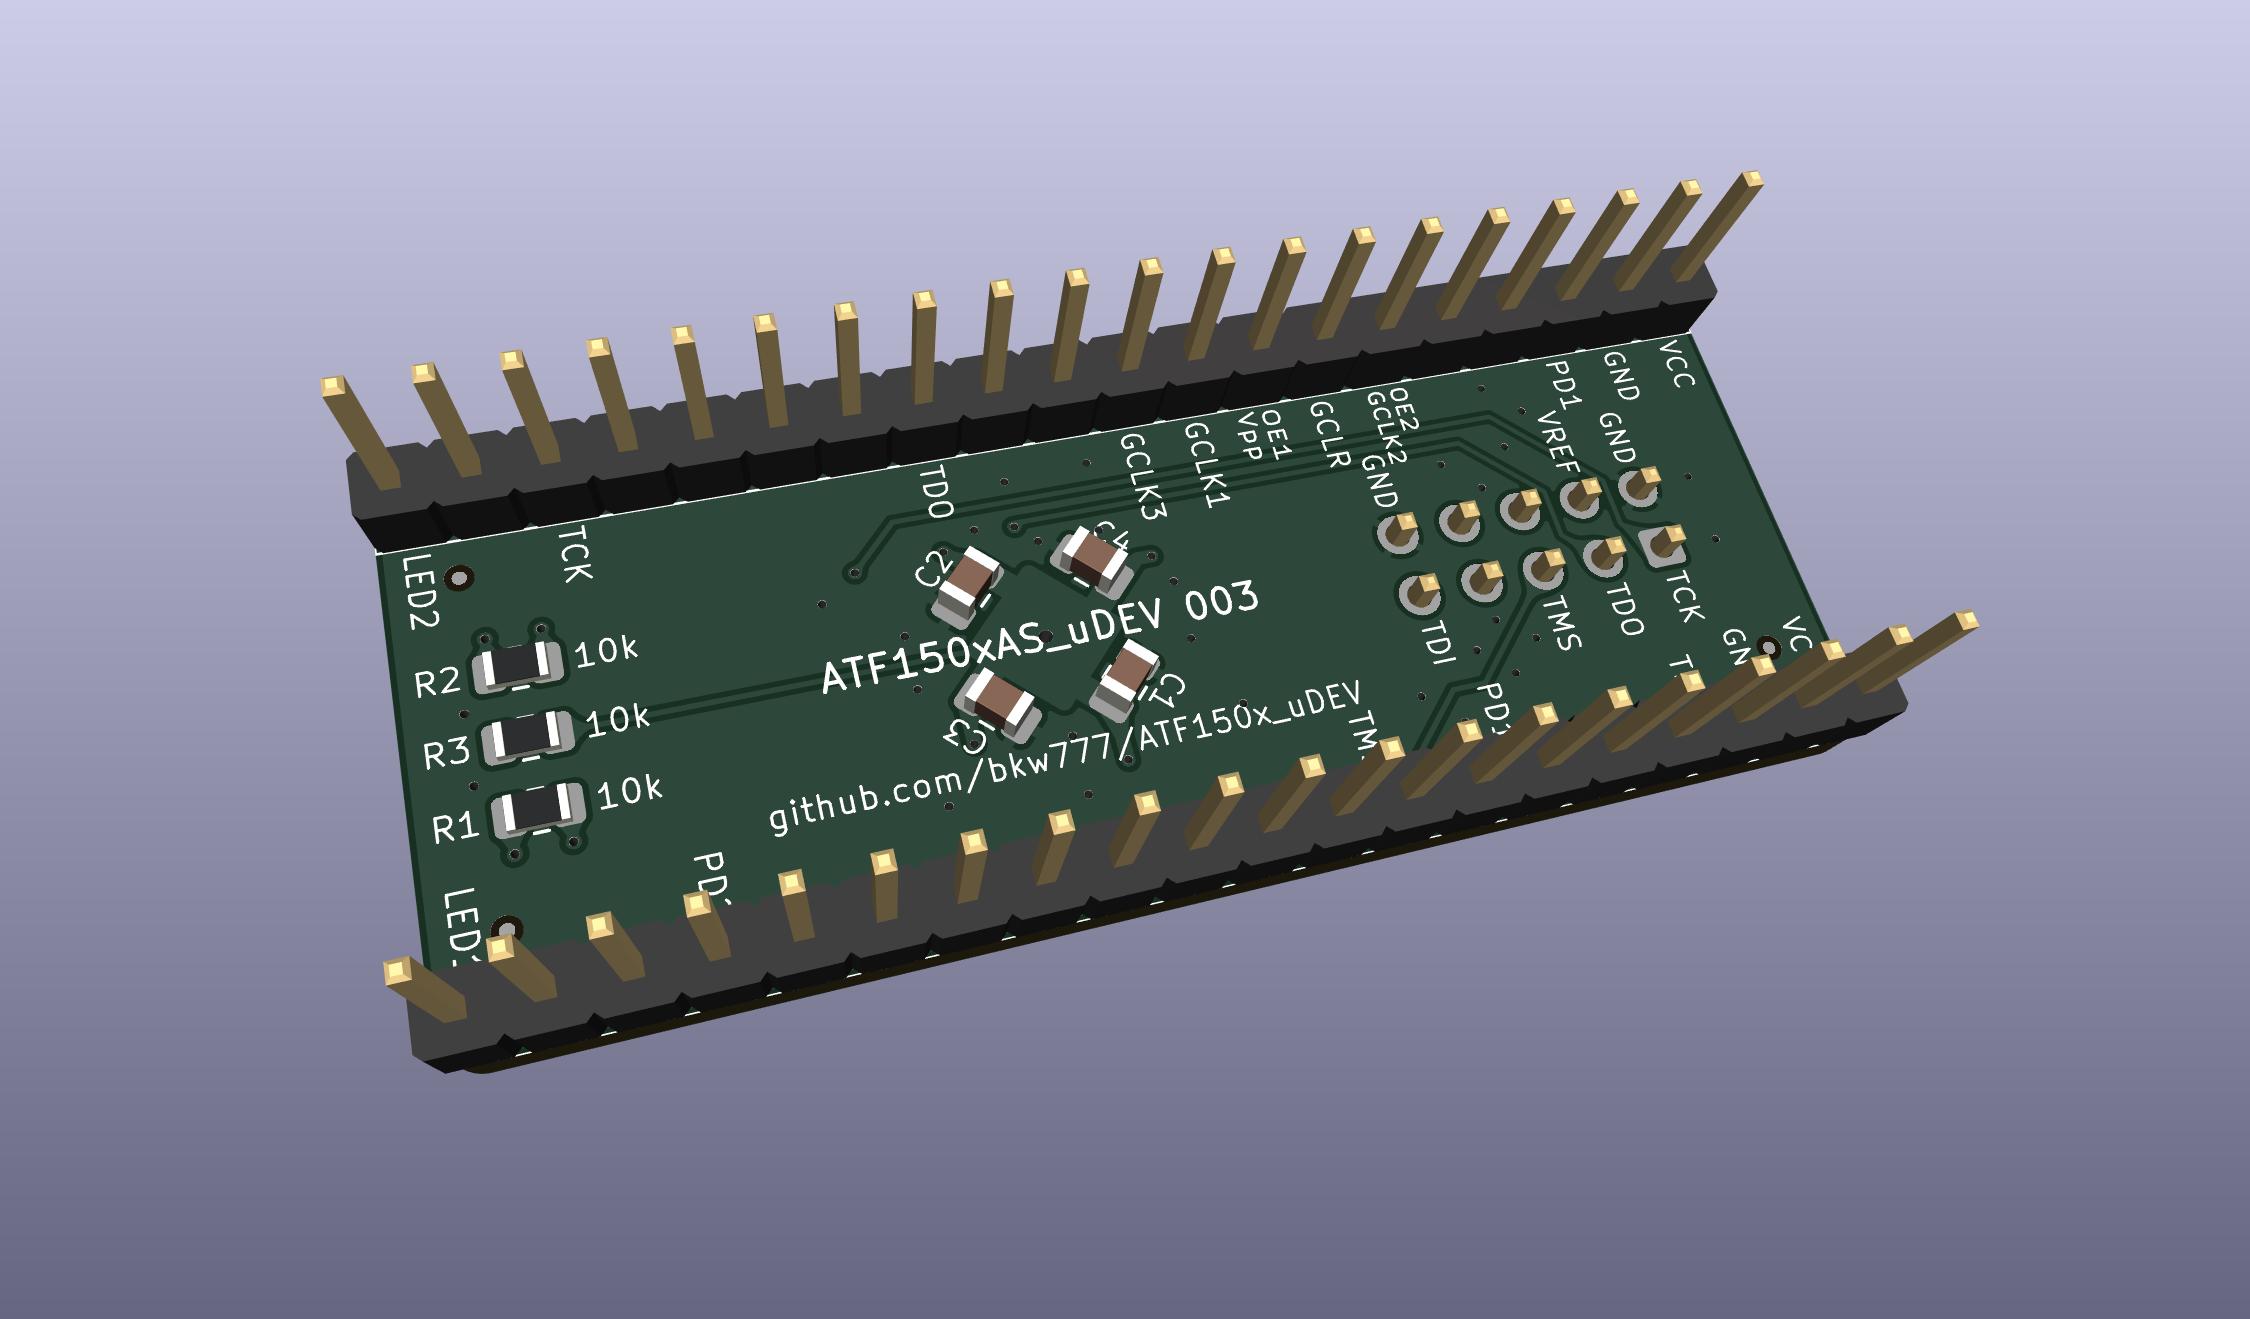 VCC
GND
PD1
OE2
GCLK2
GCLR
OE1
VPP
GCLK1
GCLK3
TDO
TCK
LED2
GND
VREF
GND
TCK
TDO
TMS
TDI
C2
C4
ATF150xAS_uDEV 003
C1
C3
R2 10k
R3 10k
R1 10k
github.com/bkw777/ATF150x_uDEV